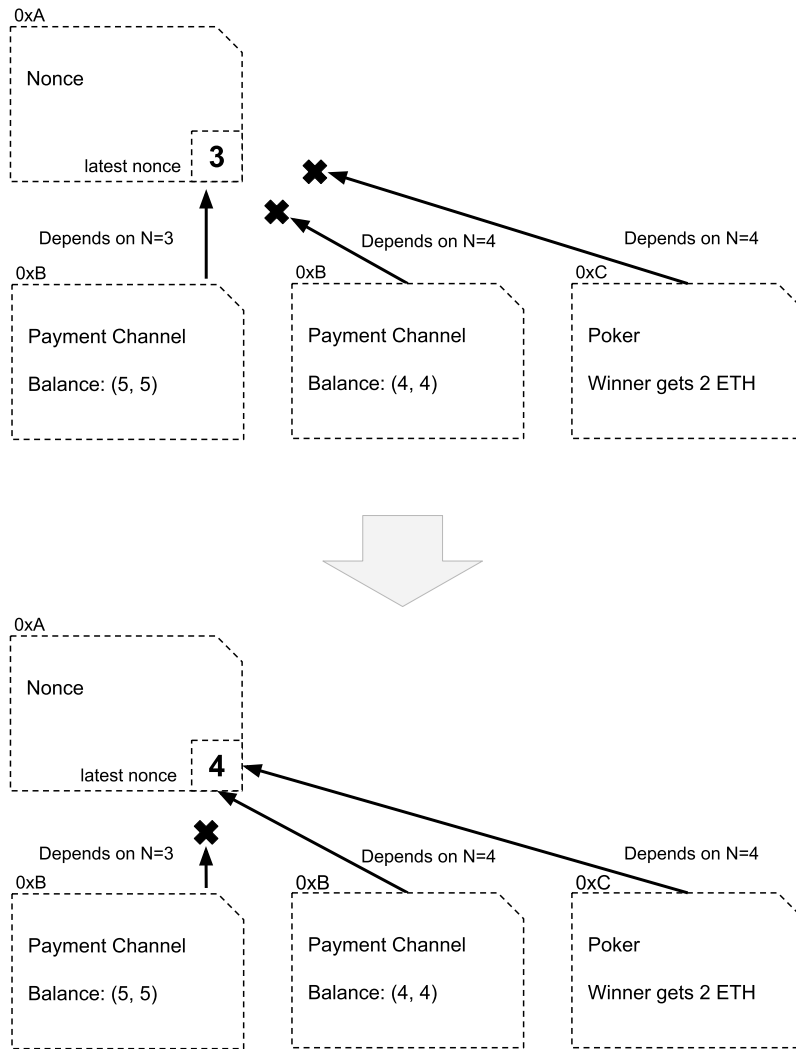 0xA
Nonce
latest nonce
3
Depends on N=3
Depends on N=4
Depends on N=4
0xB
0xB
0xC
Payment Channel
Payment Channel
Poker
Balance: (5, 5)
Balance: (4, 4)
Winner gets 2 ETH
0xA
Nonce
latest nonce
4
Depends on N=3
Depends on N=4
Depends on N=4
0xB
0xB
0xC
Payment Channel
Payment Channel
Poker
Balance: (5, 5)
Balance: (4, 4)
Winner gets 2 ETH